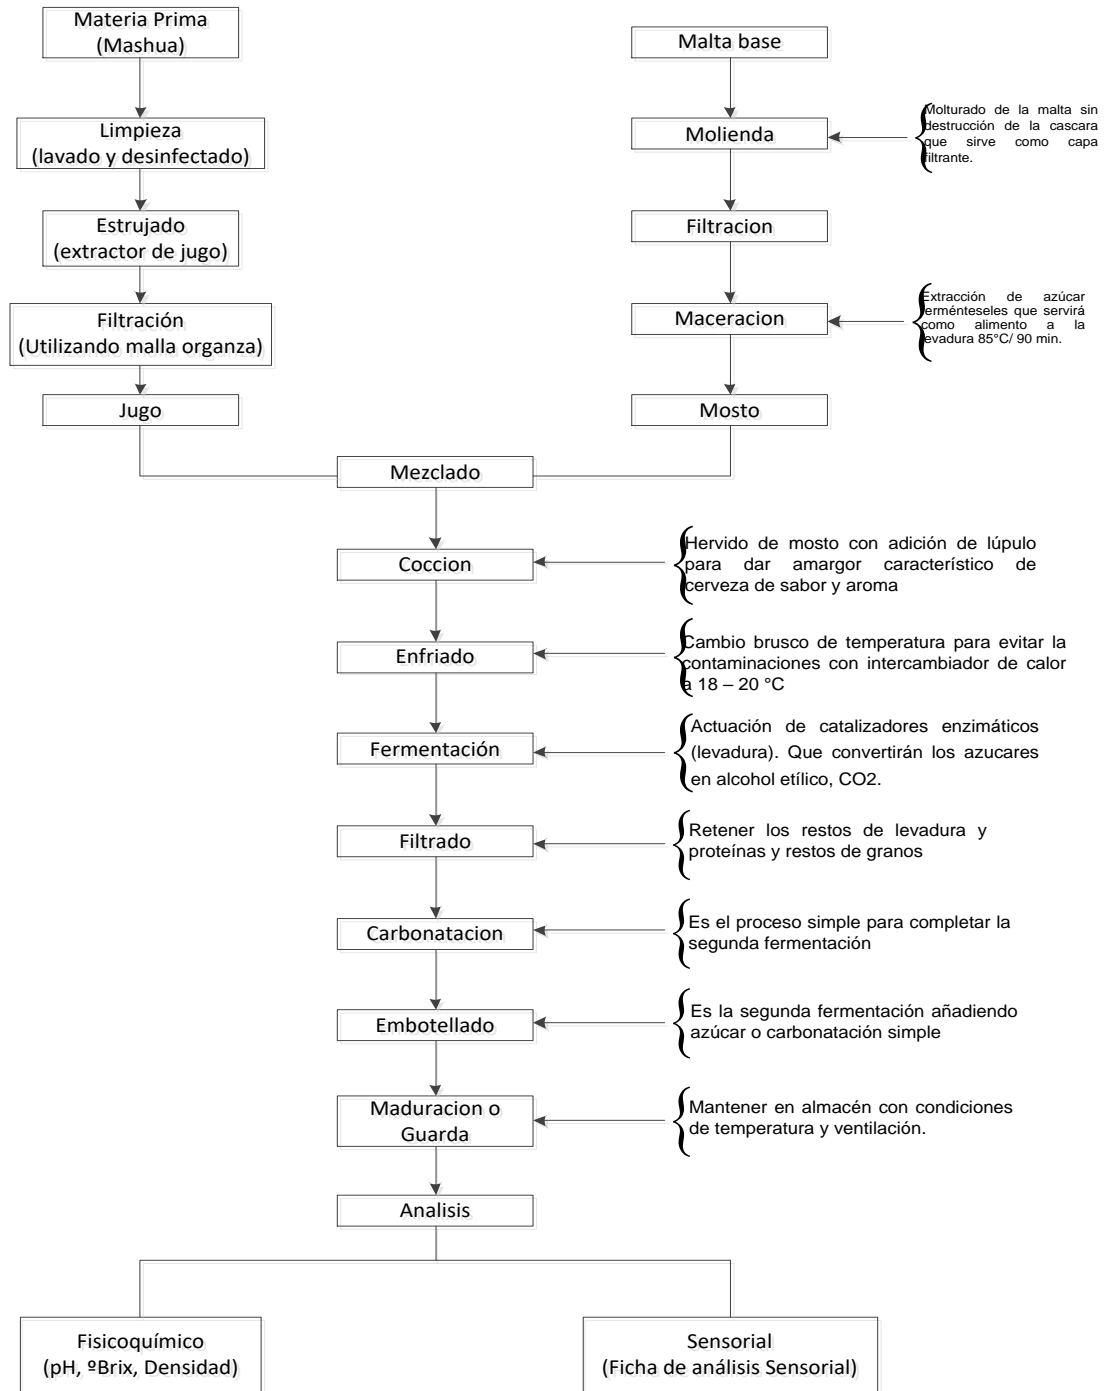 Materia Prima
(Mashua)
Limpieza
(lavado y desinfectado)
Estrujado
(extractor de jugo)
Filtración
(Utilizando malla organza)
Jugo
Malta base
Molienda
Molturado de la malta sin
destrucción de la cascara
que sirve como capa
filtrante.
Filtracion
Maceracion
Extracción de azúcar
ferménteseles que servirá
como alimento a la
levadura 85°C/ 90 min.
Mosto
Mezclado
Coccion
Hervido de mosto con adición de lúpulo
para dar amargor característico de
cerveza de sabor y aroma
Enfriado
Cambio brusco de temperatura para evitar la
contaminaciones con intercambiador de calor
a 18 – 20 °C
Fermentación
Actuación de catalizadores enzimáticos
(levadura). Que convertirán los azucares
en alcohol etílico, CO2.
Filtrado
Retener los restos de levadura y
proteínas y restos de granos
Carbonatacion
Es el proceso simple para completar la
segunda fermentación
Embotellado
Es la segunda fermentación añadiendo
azúcar o carbonatación simple
Maduracion o
Guarda
Mantener en almacén con condiciones
de temperatura y ventilación.
Analisis
Fisicoquímico
(pH, ºBrix, Densidad)
Sensorial
(Ficha de análisis Sensorial)